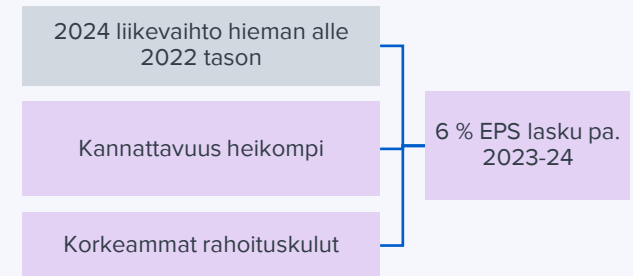 2024 liikevaihto hieman alle
2022 tason
Kannattavuus heikompi
Korkeammat rahoituskulut
6 % EPS lasku pa.
2023-24